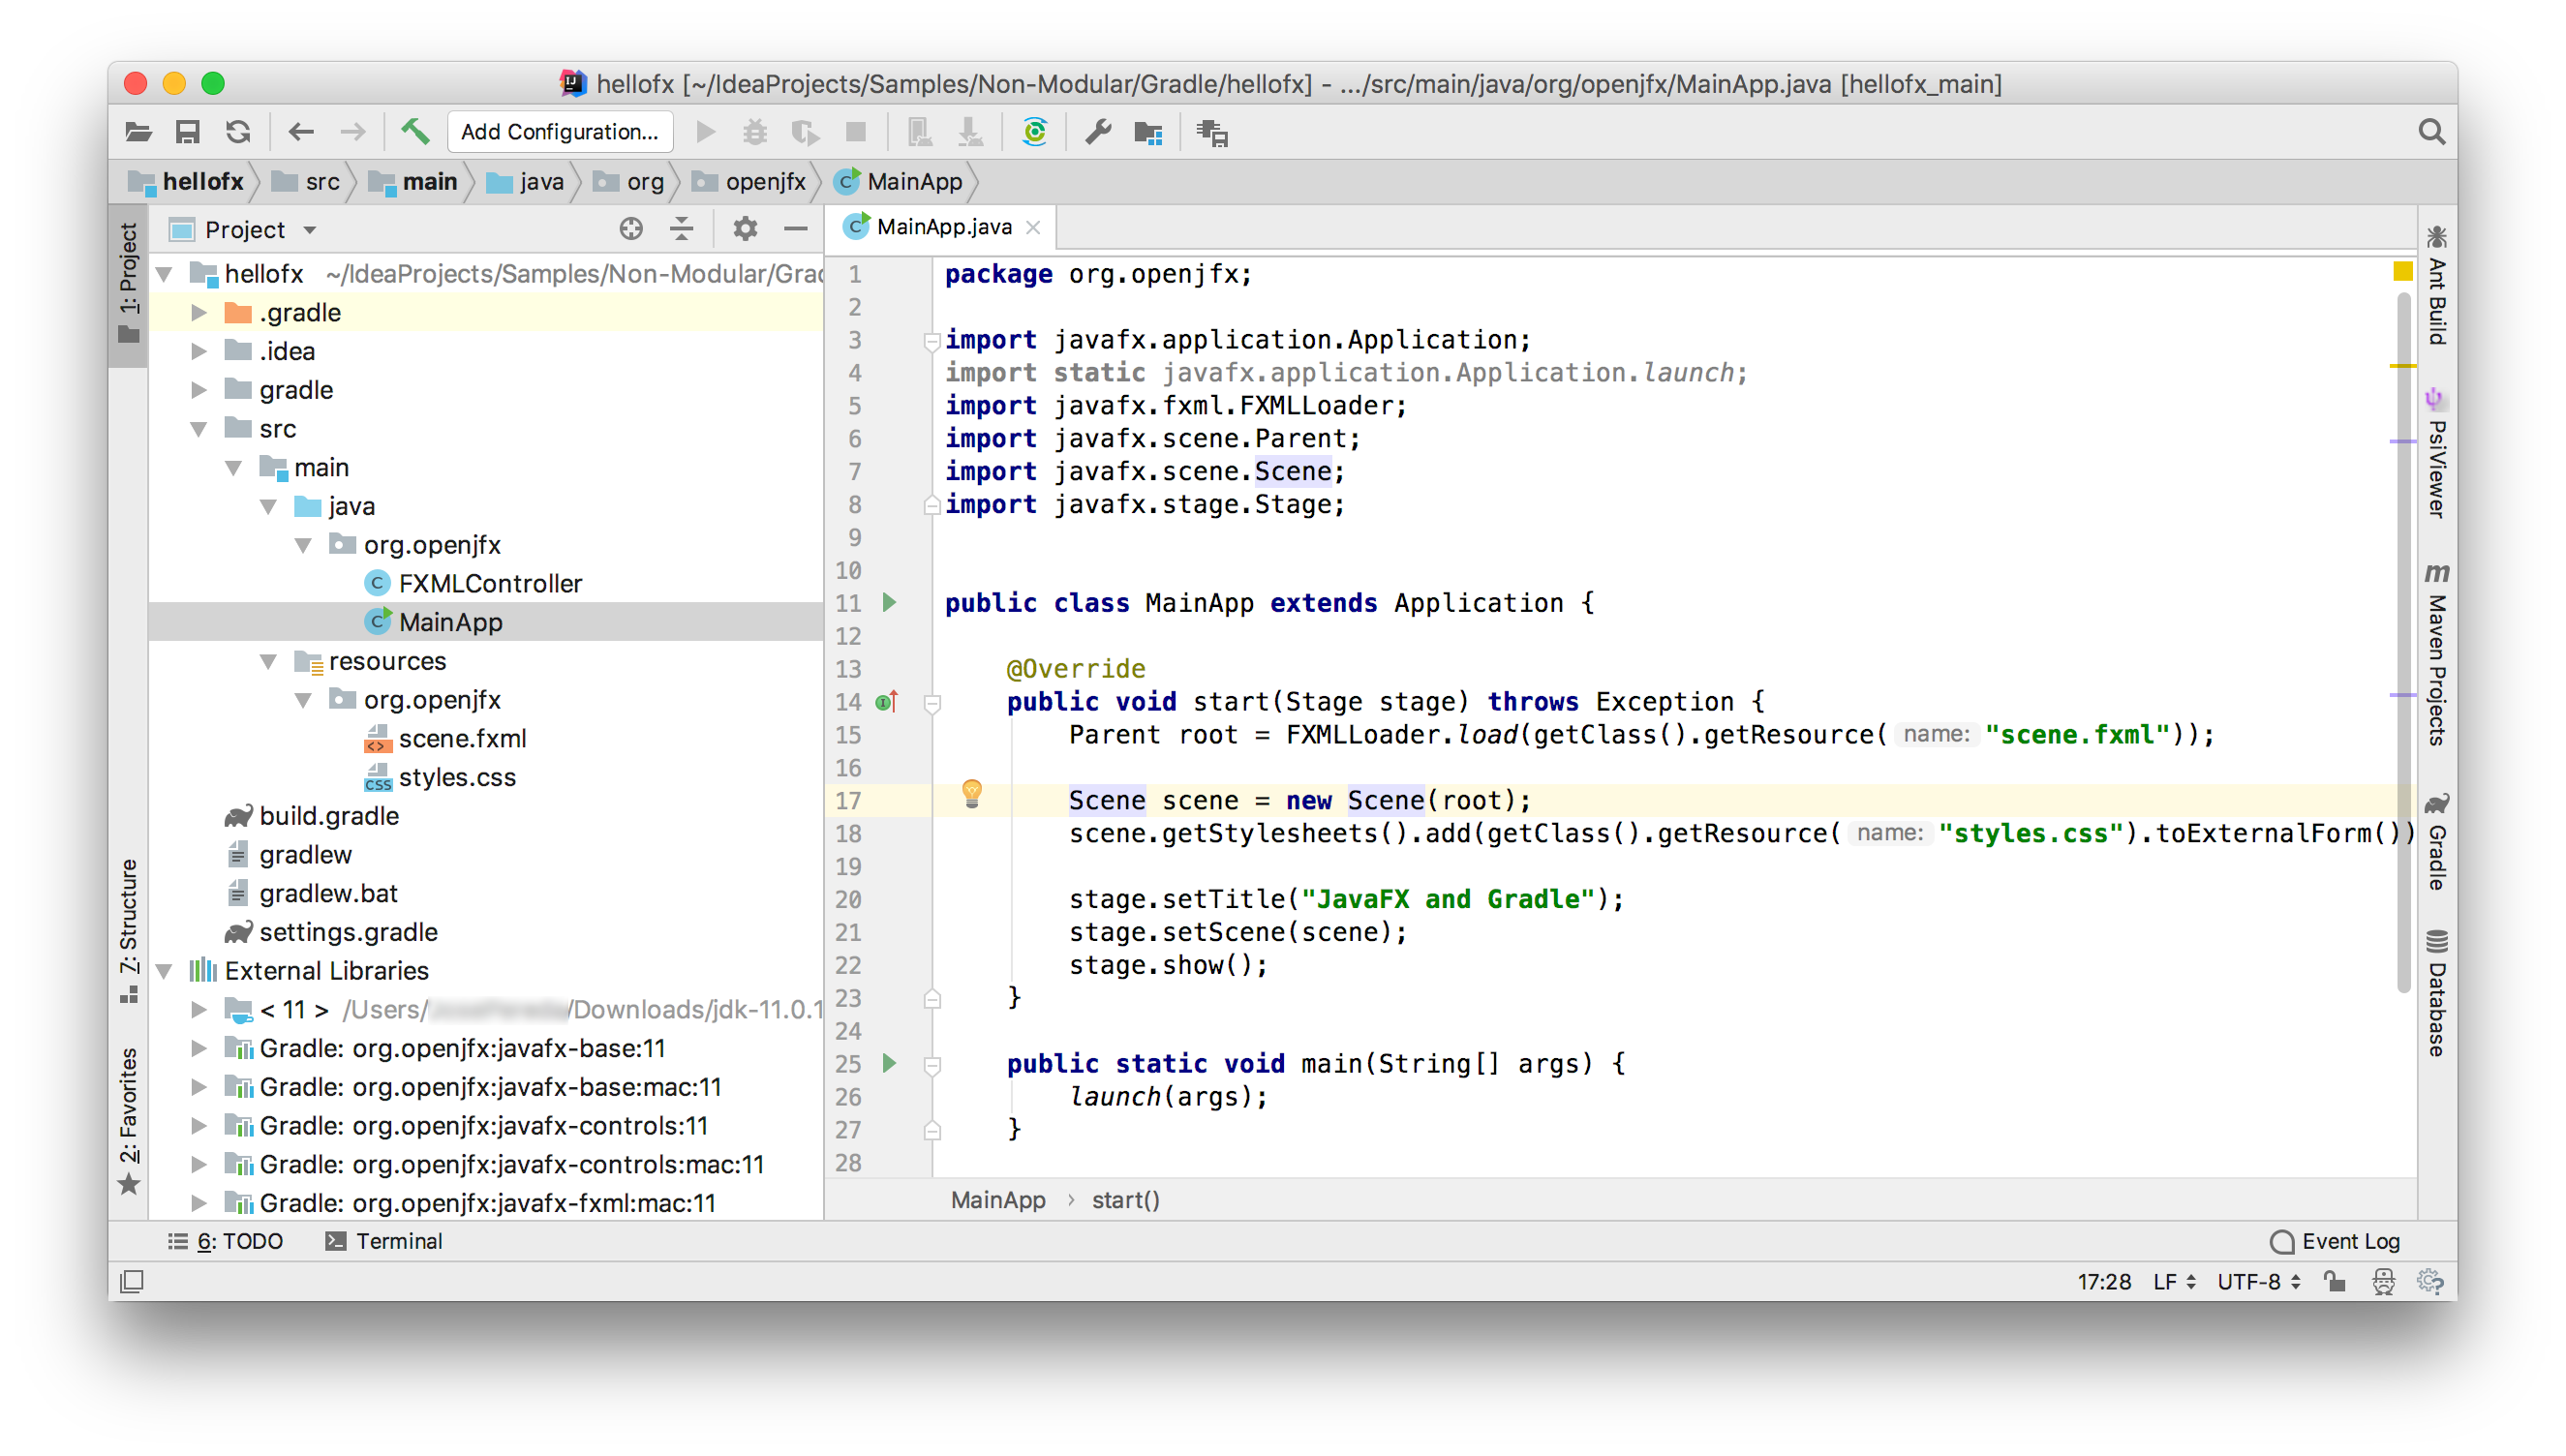 hellofx [~/IdeaProjects/Samples/Non-Modular/Gradle/hellofx] - .../src/main/java/org/openjfx/MainApp.java [hellofx_main]
Add Configuration...
hellofx src main java org openjfx MainApp
1: Project
7: Structure
2: Favorites
Project
hellofx ~/IdeaProjects/Samples/Non-Modular/Grad
.gradle
.idea
gradle
src
main
java
org.openjfx
FXMLController
MainApp
resources
org.openjfx
scene.fxml
styles.css
build.gradle
gradlew
gradlew.bat
settings.gradle
External Libraries
< 11 > /Users/ /Downloads/jdk-11.0.1
Gradle: org.openjfx:javafx-base:11
Gradle: org.openjfx:javafx-base:mac:11
Gradle: org.openjfx:javafx-controls:11
Gradle: org.openjfx:javafx-controls:mac:11
Gradle: org.openjfx:javafx-fxml:mac:11
MainApp.java
1 package org.openjfx;
2
3 import javafx.application.Application;
4 import static javafx.application.Application.launch;
5 import javafx.fxml.FXMLLoader;
6 import javafx.scene.Parent;
7 import javafx.scene.Scene;
8 import javafx.stage.Stage;
9
10
11 public class MainApp extends Application {
12
13 @Override
14 public void start(Stage stage) throws Exception {
15 Parent root = FXMLLoader.load(getClass().getResource( name: "scene.fxml"));
16
17 Scene scene = new Scene(root);
18 scene.getStylesheets().add(getClass().getResource( name: "styles.css").toExternalForm())
19
20 stage.setTitle("JavaFX and Gradle");
21 stage.setScene(scene);
22 stage.show();
23 }
24
25 public static void main(String[] args) {
26 launch(args);
27 }
28
MainApp › start()
Ant Build
PsiViewer
Maven Projects
Gradle
Database
6: TODO Terminal Event Log
17:28 LF UTF-8